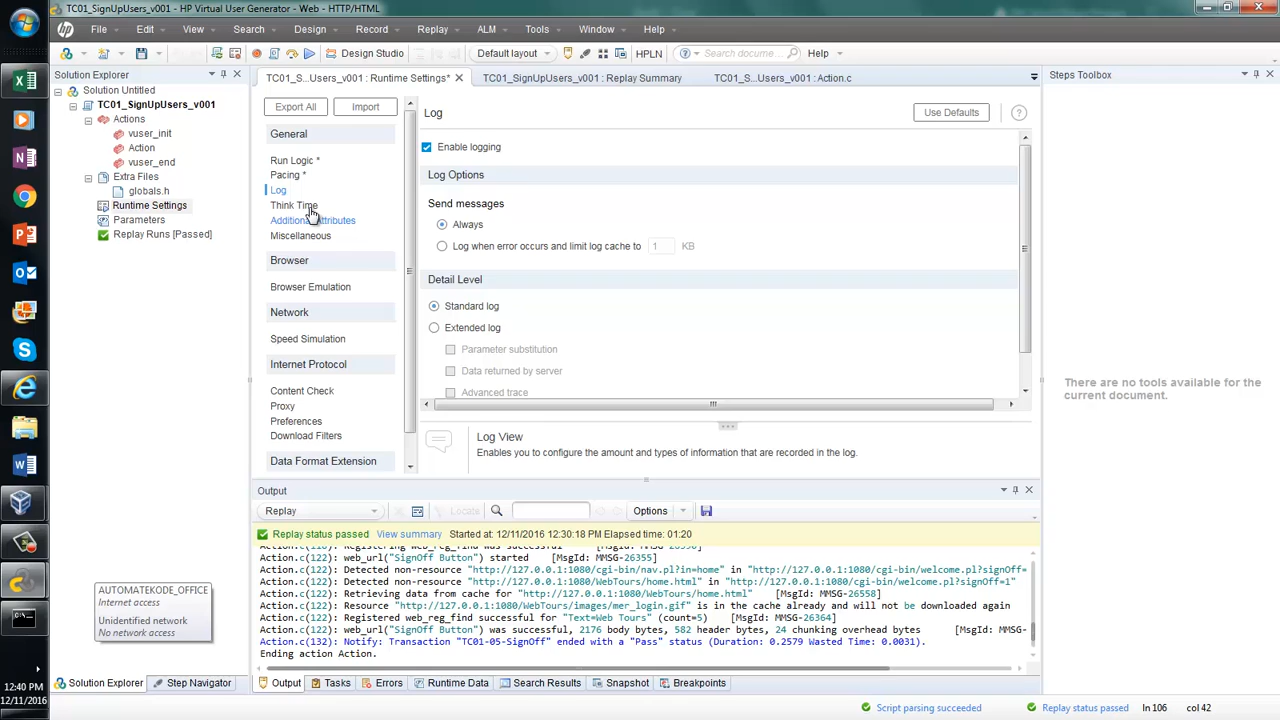 TC01_SignUpUsers_v001 - HP Virtual User Generator - Web - HTTP/HTML
File Edit View Search Design Record Replay ALM Tools Window Help
Design Studio Default layout HPLN Search docume... Help
Solution Explorer
Solution Untitled
TC01_SignUpUsers_v001
Actions
vuser_init
Action
vuser_end
Extra Files
globals.h
Runtime Settings
Parameters
Replay Runs [Passed]
TC01_S...Users_v001 : Runtime Settings*
TC01_SignUpUsers_v001 : Replay Summary
TC01_S...Users_v001 : Action.c
Export All Import
General
Run Logic *
Pacing *
Log
Think Time
Additional Attributes
Miscellaneous
Browser
Browser Emulation
Network
Speed Simulation
Internet Protocol
Content Check
Proxy
Preferences
Download Filters
Data Format Extension
Log
Use Defaults
Enable logging
Log Options
Send messages
Always
Log when error occurs and limit log cache to 1 KB
Detail Level
Standard log
Extended log
Parameter substitution
Data returned by server
Advanced trace
Log View
Enables you to configure the amount and types of information that are recorded in the log.
Steps Toolbox
There are no tools available for the
current document.
Output
Replay Locate Options
Replay status passed View summary Started at: 12/11/2016 12:30:18 PM Elapsed time: 01:20
Action.c(122): web_url("SignOff Button") started [MsgId: MMSG-26355]
Action.c(122): Detected non-resource "http://127.0.0.1:1080/cgi-bin/nav.pl?in=home" in "http://127.0.0.1:1080/cgi-bin/welcome.pl?signOff=
Action.c(122): Detected non-resource "http://127.0.0.1:1080/WebTours/home.html" in "http://127.0.0.1:1080/cgi-bin/welcome.pl?signOff=1"
Action.c(122): Retrieving data from cache for "http://127.0.0.1:1080/WebTours/home.html" [MsgId: MMSG-26558]
Action.c(122): Resource "http://127.0.0.1:1080/WebTours/images/mer_login.gif" is in the cache already and will not be downloaded again
Action.c(122): Registered web_reg_find successful for "Text=Web Tours" (count=5) [MsgId: MMSG-26364]
Action.c(122): web_url("SignOff Button") was successful, 2176 body bytes, 582 header bytes, 24 chunking overhead bytes [MsgId: MMSG-
Action.c(132): Notify: Transaction "TC01-05-SignOff" ended with a "Pass" status (Duration: 0.2579 Wasted Time: 0.0031).
Ending action Action.
AUTOMATEKODE_OFFICE
Internet access
Unidentified network
No network access
Solution Explorer Step Navigator
Output Tasks Errors Runtime Data Search Results Snapshot Breakpoints
Script parsing succeeded Replay status passed ln 106 col 42
12:40 PM
12/11/2016